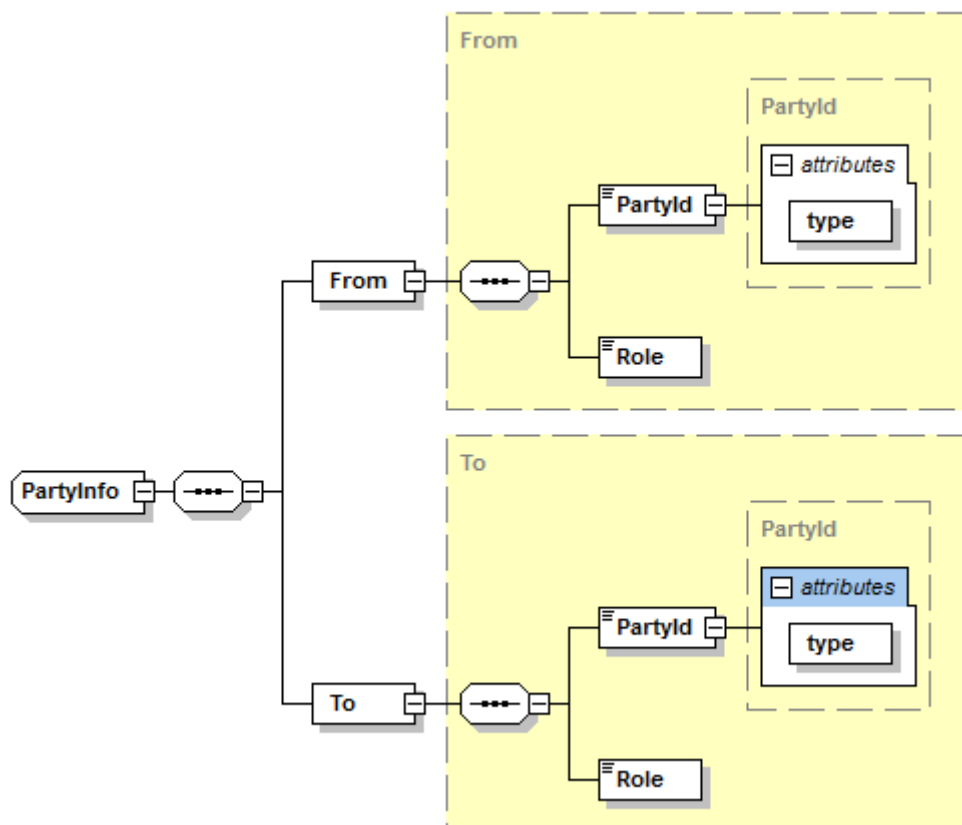 From
PartyId
attributes
PartyId
type
From
Role
To
PartyInfo
PartyId
attributes
PartyId
type
To
Role